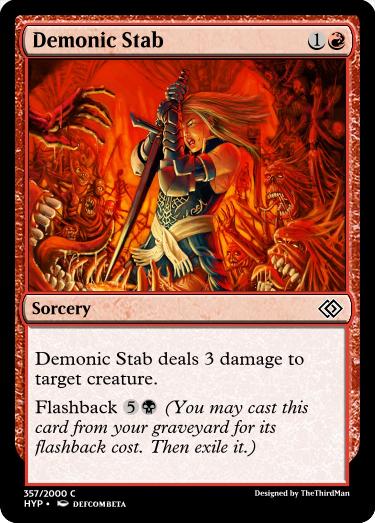 Demonic Stab 1
Sorcery
Demonic Stab deals 3 damage to
target creature.
Flashback 5 (You may cast this
card from your graveyard for its
flashback cost. Then exile it.)
357/2000 C
HYP • DEFCOMBETA
Designed by TheThirdMan